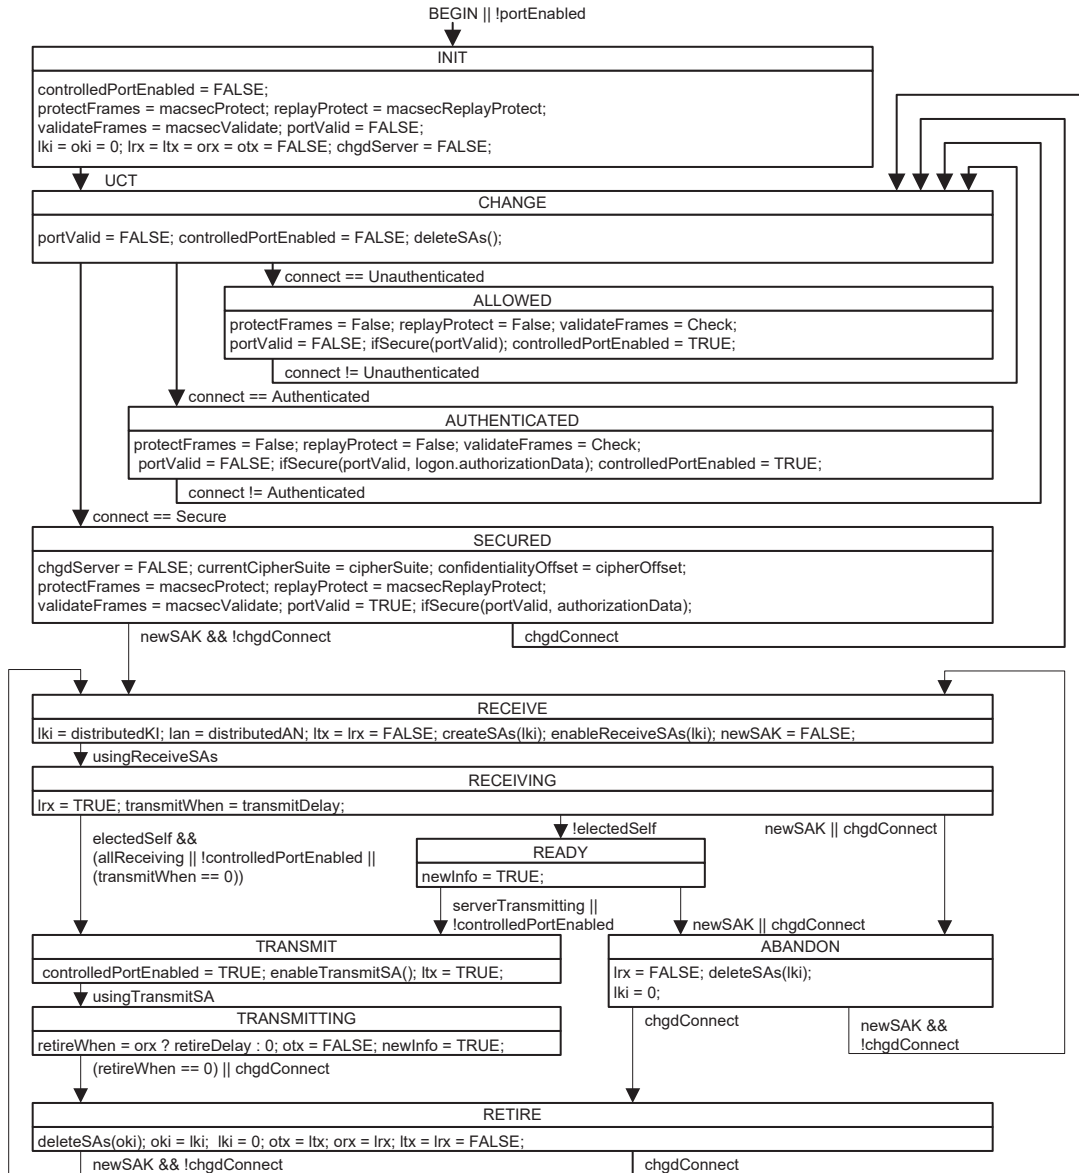 BEGIN || !portEnabled
INIT
controlledPortEnabled = FALSE;
protectFrames = macsecProtect; replayProtect = macsecReplayProtect;
validateFrames = macsecValidate; portValid = FALSE;
lki = oki = 0; lrx = ltx = orx = otx = FALSE; chgdServer = FALSE;
UCT
CHANGE
portValid = FALSE; controlledPortEnabled = FALSE; deleteSAs();
connect == Unauthenticated
ALLOWED
protectFrames = False; replayProtect = False; validateFrames = Check;
portValid = FALSE; ifSecure(portValid); controlledPortEnabled = TRUE;
connect != Unauthenticated
connect == Authenticated
AUTHENTICATED
protectFrames = False; replayProtect = False; validateFrames = Check;
portValid = FALSE; ifSecure(portValid, logon.authorizationData); controlledPortEnabled = TRUE;
connect != Authenticated
connect == Secure
SECURED
chgdServer = FALSE; currentCipherSuite = cipherSuite; confidentialityOffset = cipherOffset;
protectFrames = macsecProtect; replayProtect = macsecReplayProtect;
validateFrames = macsecValidate; portValid = TRUE; ifSecure(portValid, authorizationData);
newSAK && !chgdConnect
chgdConnect
RECEIVE
lki = distributedKI; lan = distributedAN; ltx = lrx = FALSE; createSAs(lki); enableReceiveSAs(lki); newSAK = FALSE;
usingReceiveSAs
RECEIVING
lrx = TRUE; transmitWhen = transmitDelay;
electedSelf &&
(allReceiving || !controlledPortEnabled ||
(transmitWhen == 0))
!electedSelf
newSAK || chgdConnect
READY
newInfo = TRUE;
serverTransmitting ||
!controlledPortEnabled
newSAK || chgdConnect
TRANSMIT
controlledPortEnabled = TRUE; enableTransmitSA(); ltx = TRUE;
ABANDON
lrx = FALSE; deleteSAs(lki);
lki = 0;
usingTransmitSA
TRANSMITTING
retireWhen = orx ? retireDelay : 0; otx = FALSE; newInfo = TRUE;
chgdConnect
newSAK &&
!chgdConnect
(retireWhen == 0) || chgdConnect
RETIRE
deleteSAs(oki); oki = lki; lki = 0; otx = ltx; orx = lrx; ltx = lrx = FALSE;
newSAK && !chgdConnect
chgdConnect